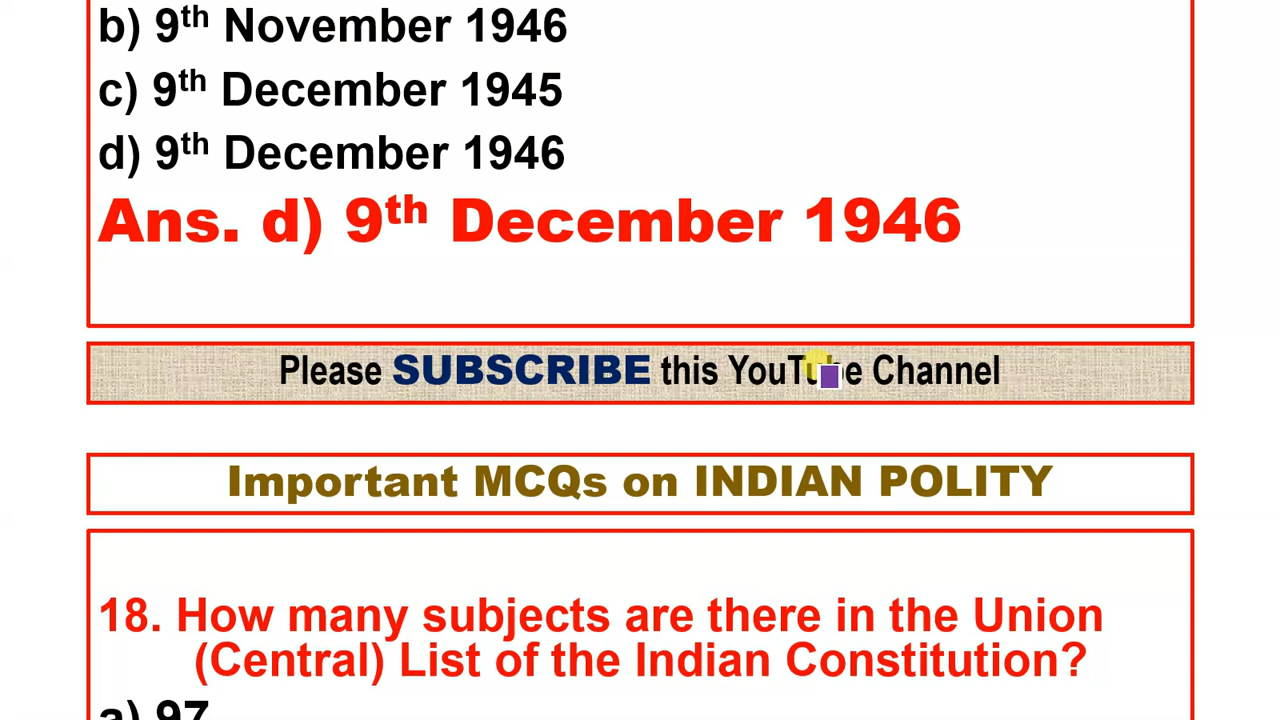 b) 9th November 1946
c) 9th December 1945
d) 9th December 1946
Ans. d) 9th December 1946
Please SUBSCRIBE this YouTube Channel
Important MCQs on INDIAN POLITY
18. How many subjects are there in the Union
(Central) List of the Indian Constitution?
a) 97